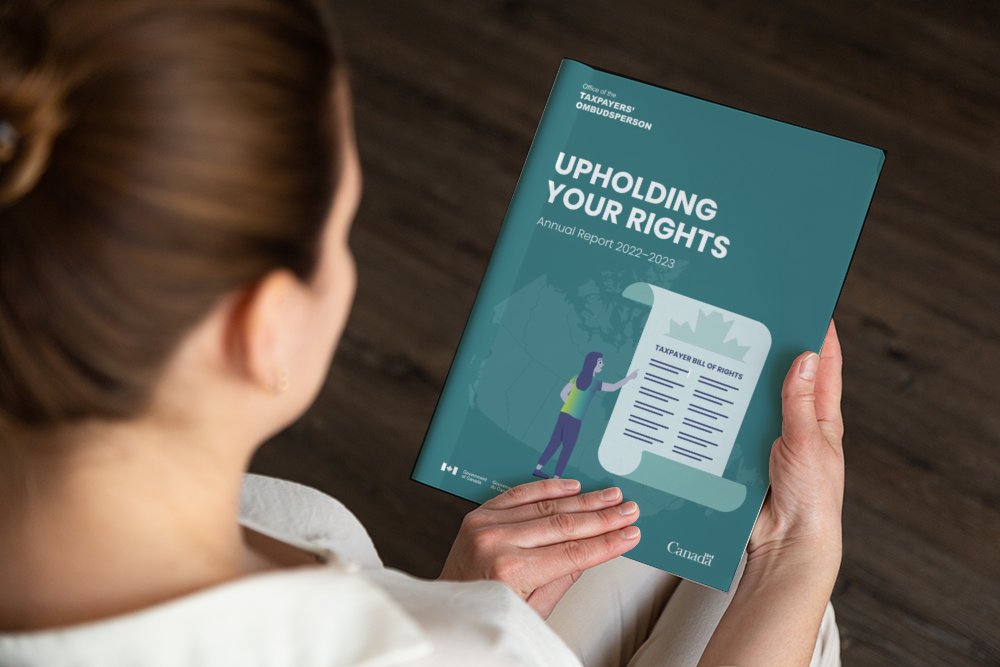 Office of the
TAXPAYERS'
OMBUDSPERSON
UPHOLDING
YOUR RIGHTS
Annual Report 2022–2023
TAXPAYER BILL OF RIGHTS
Government
of Canada
Canada